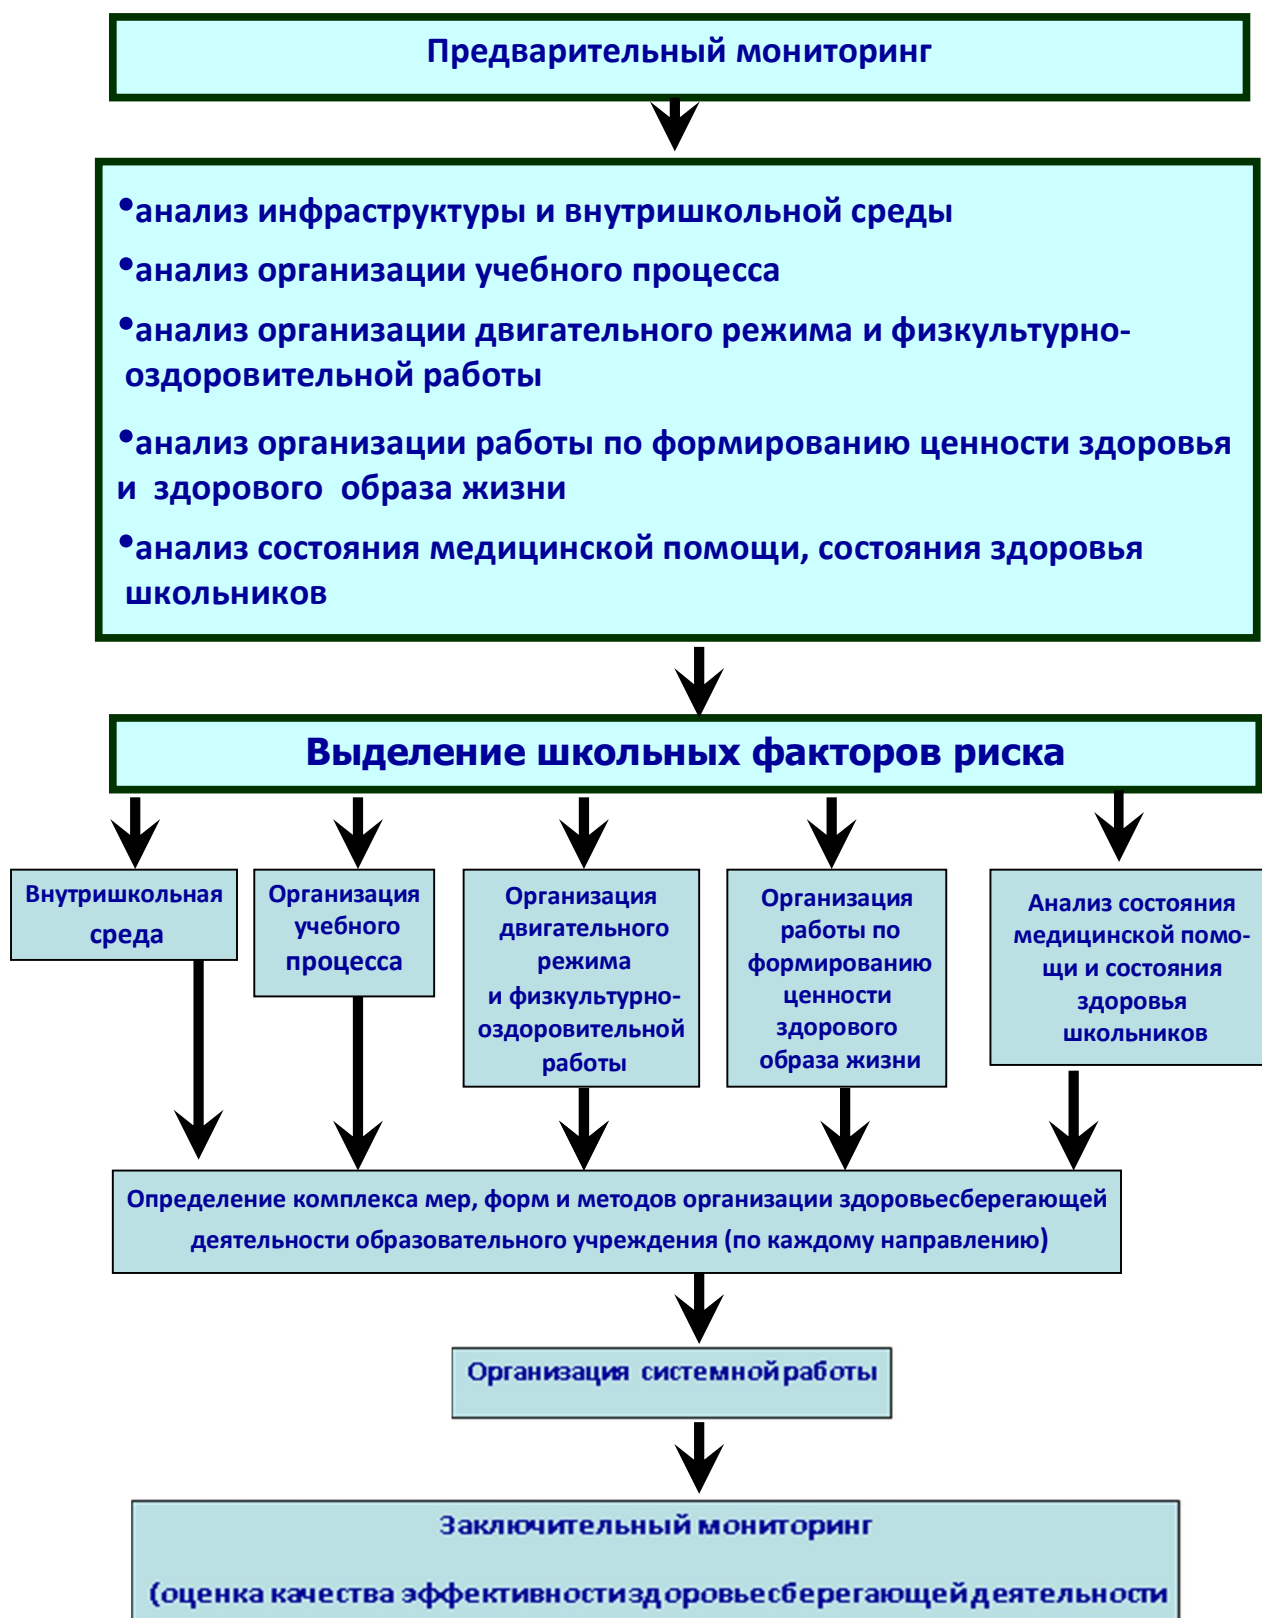 Предварительный мониторинг
•анализ инфраструктуры и внутришкольной среды
•анализ организации учебного процесса
•анализ организации двигательного режима и физкультурно-
оздоровительной работы
•анализ организации работы по формированию ценности здоровья
и здорового образа жизни
•анализ состояния медицинской помощи, состояния здоровья
школьников
Выделение школьных факторов риска
Внутришкольная
среда
Организация
учебного
процесса
Организация
двигательного
режима
и физкультурно-
оздоровительной
работы
Организация
работы по
формированию
ценности
здорового
образа жизни
Анализ состояния
медицинской помо-
щи и состояния
здоровья
школьников
Определение комплекса мер, форм и методов организации здоровьесберегающей
деятельности образовательного учреждения (по каждому направлению)
Организация системной работы
Заключительный мониторинг
(оценка качества эффективности здоровьесберегающей деятельности